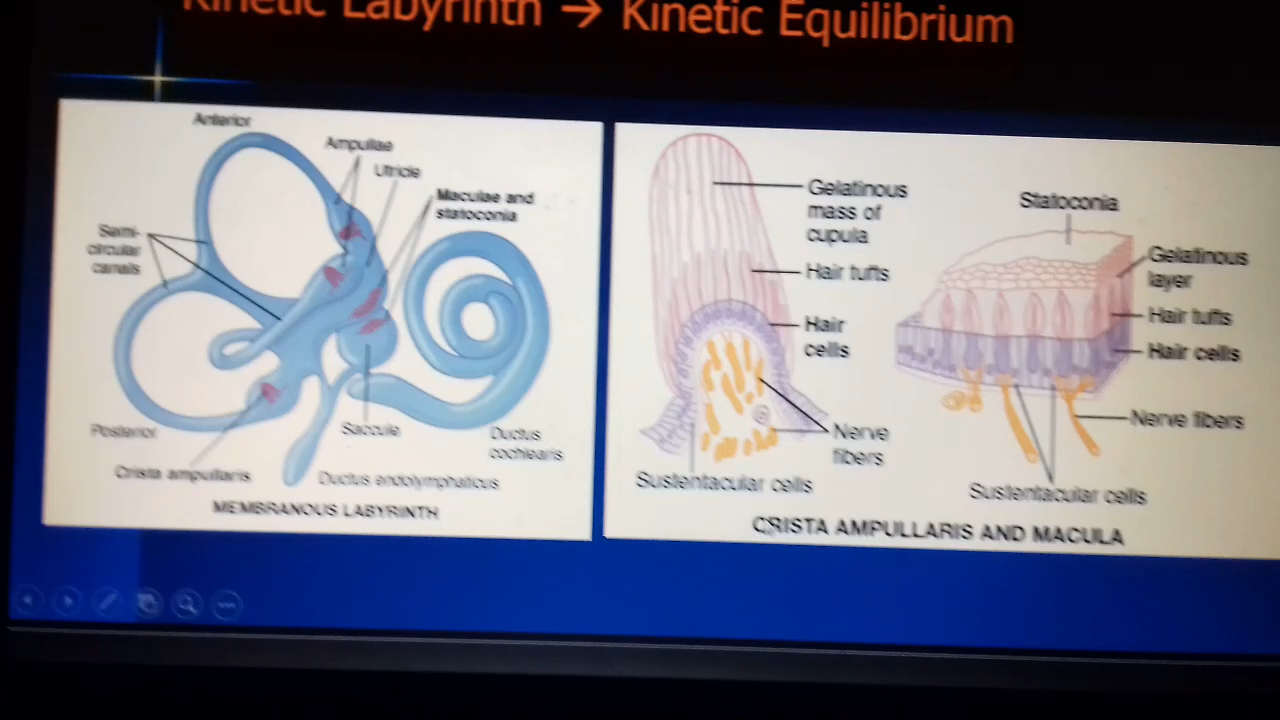 Kinetic Labyrinth → Kinetic Equilibrium
Anterior
Ampullae
Utricle
Maculae and
statoconia
Semi-
circular
canals
Posterior
Saccule
Ductus
cochlearis
Crista ampullaris
Ductus endolymphaticus
MEMBRANOUS LABYRINTH
Gelatinous
mass of
cupula
Hair tufts
Hair
cells
Nerve
fibers
Sustentacular cells
Statoconia
Gelatinous
layer
Hair tufts
Hair cells
Nerve fibers
Sustentacular cells
CRISTA AMPULLARIS AND MACULA